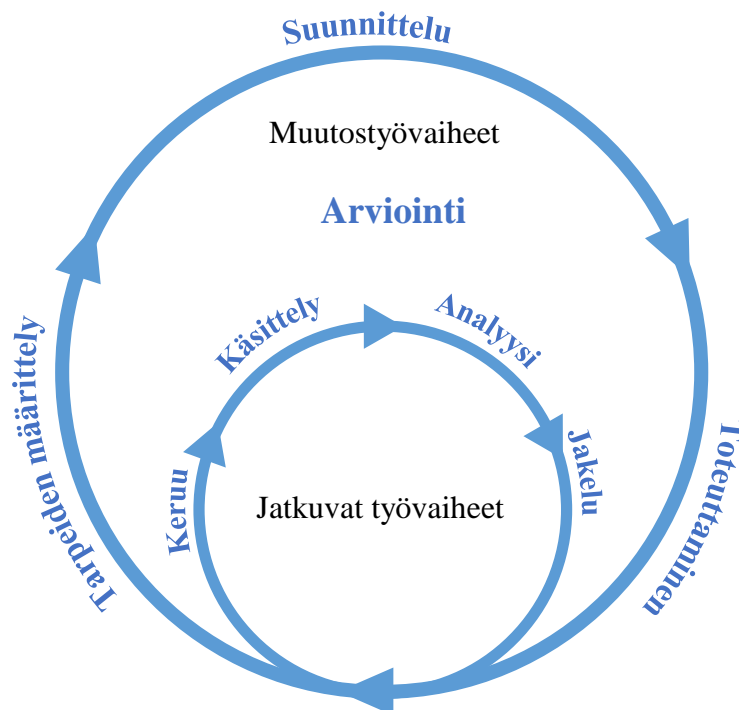 Suunnittelu
Muutostyövaiheet
Arviointi
Tarpeiden määrittely
Toteuttaminen
Keruu
Käsittely
Analyysi
Jakelu
Jatkuvat työvaiheet